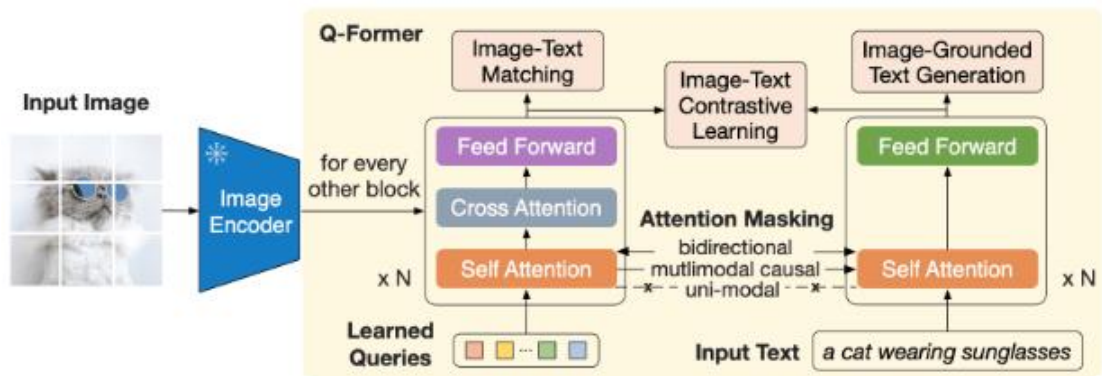 Q-Former
Input Image
Image-Text
Matching
Image-Text
Contrastive
Learning
Image-Grounded
Text Generation
Image
Encoder
for every
other block
Feed Forward
Cross Attention
Self Attention
x N
Attention Masking
bidirectional
mutlimodal causal
uni-modal
Feed Forward
Self Attention
x N
Learned
Queries
...
Input Text
a cat wearing sunglasses